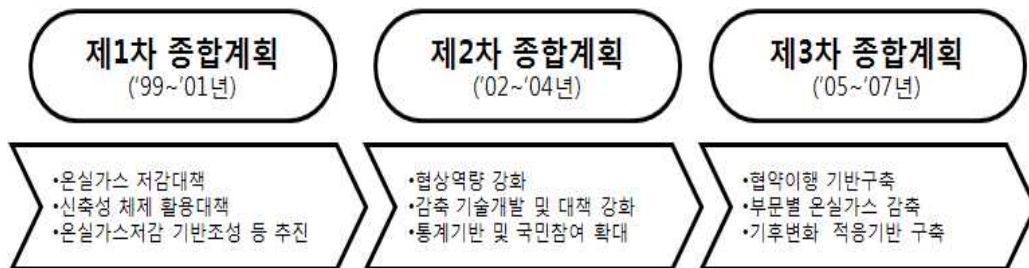 제1차 종합계획
('99~'01년)
제2차 종합계획
('02~'04년)
제3차 종합계획
('05~'07년)
•온실가스 저감대책
•신축성 체제 활용대책
•온실가스저감 기반조성 등 추진
•협상역량 강화
•감축 기술개발 및 대책 강화
•통계기반 및 국민참여 확대
•협약이행 기반구축
•부문별 온실가스 감축
•기후변화 적응기반 구축